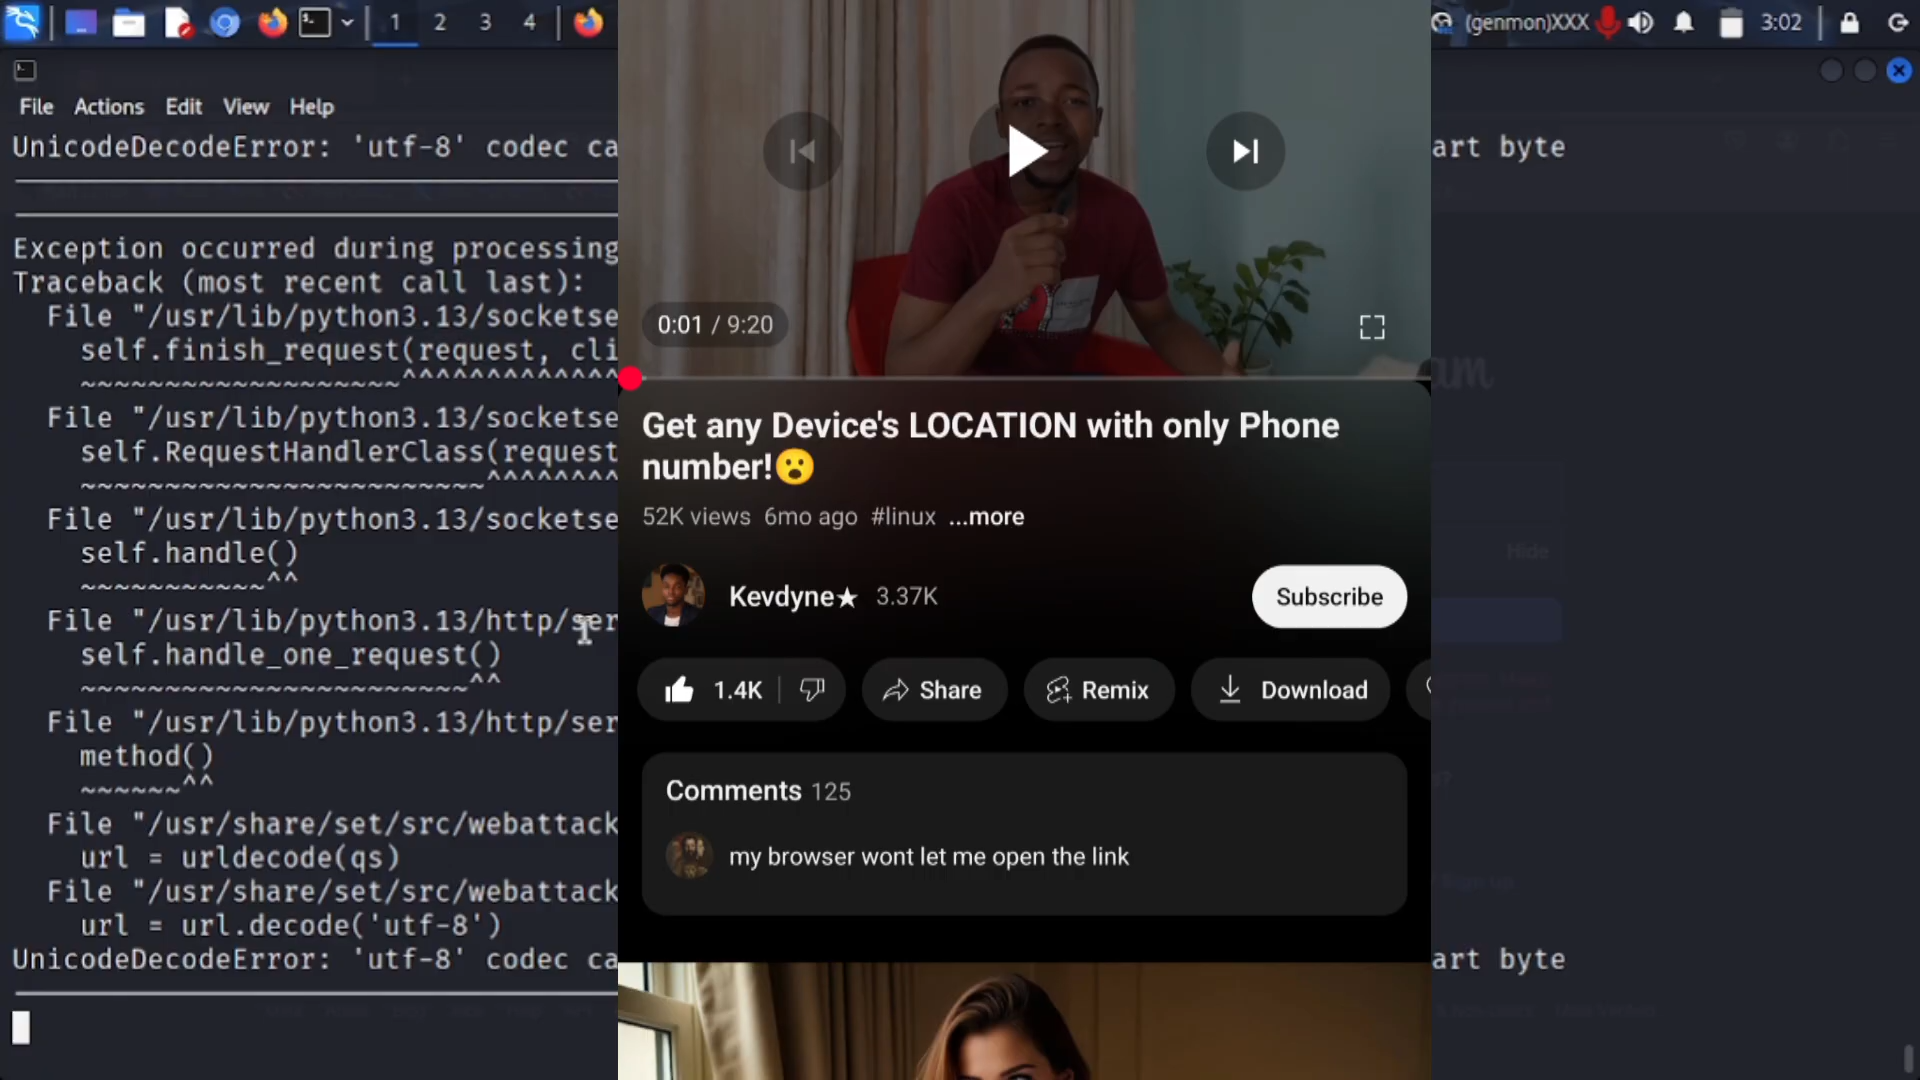 1 2 3 4
(genmon)XXX 3:02
File Actions Edit View Help
UnicodeDecodeError: 'utf-8' codec ca
art byte
Exception occurred during processing
Traceback (most recent call last):
File "/usr/lib/python3.13/socketse
self.finish_request(request, cli
~~~~~~~~~~~~~~~~~~~^^^^^^^^^^^^^
File "/usr/lib/python3.13/socketse
self.RequestHandlerClass(request
~~~~~~~~~~~~~~~~~~~~~~~~^^^^^^^^
File "/usr/lib/python3.13/socketse
self.handle()
~~~~~~~~~~~^^
File "/usr/lib/python3.13/http/ser
self.handle_one_request()
~~~~~~~~~~~~~~~~~~~~~~~^^
File "/usr/lib/python3.13/http/ser
method()
~~~~~~^^
File "/usr/share/set/src/webattack
url = urldecode(qs)
File "/usr/share/set/src/webattack
url = url.decode('utf-8')
UnicodeDecodeError: 'utf-8' codec ca
art byte
0:01 / 9:20
Get any Device's LOCATION with only Phone
number!😮
52K views 6mo ago #linux ...more
Kevdyne★ 3.37K
Subscribe
1.4K Share Remix Download
Comments 125
my browser wont let me open the link
am
Hide
Sign up